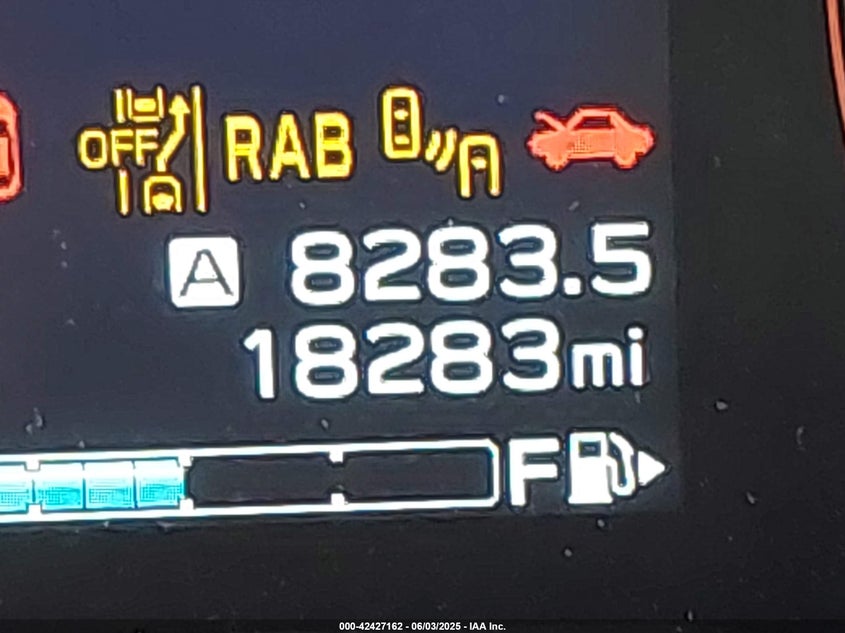 OFF RAB
A 8283.5
18283mi
F
000-42427162 - 06/03/2025 - IAA Inc.